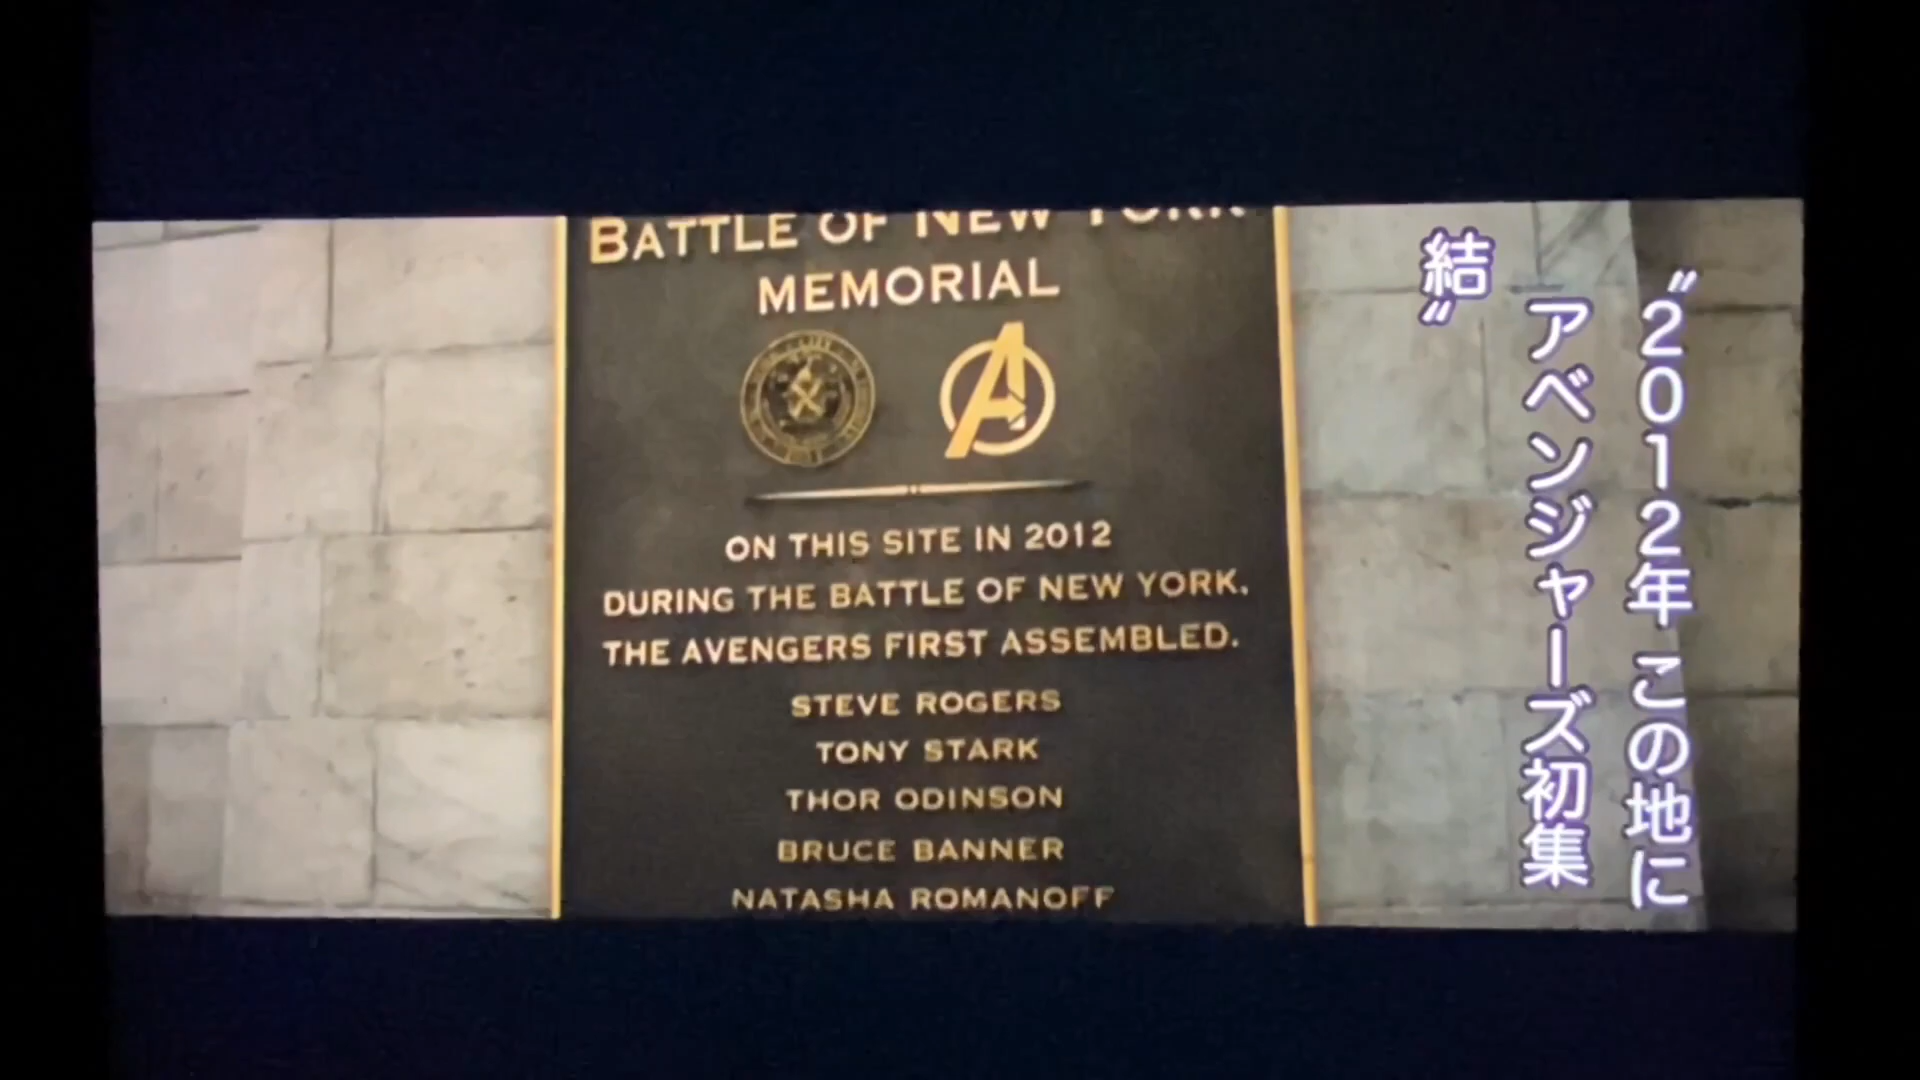 BATTLE OF NEW YORK
MEMORIAL
ON THIS SITE IN 2012
DURING THE BATTLE OF NEW YORK,
THE AVENGERS FIRST ASSEMBLED.
STEVE ROGERS
TONY STARK
THOR ODINSON
BRUCE BANNER
NATASHA ROMANOFF
〝2012年 この地に
アベンジャーズ初集
結〟